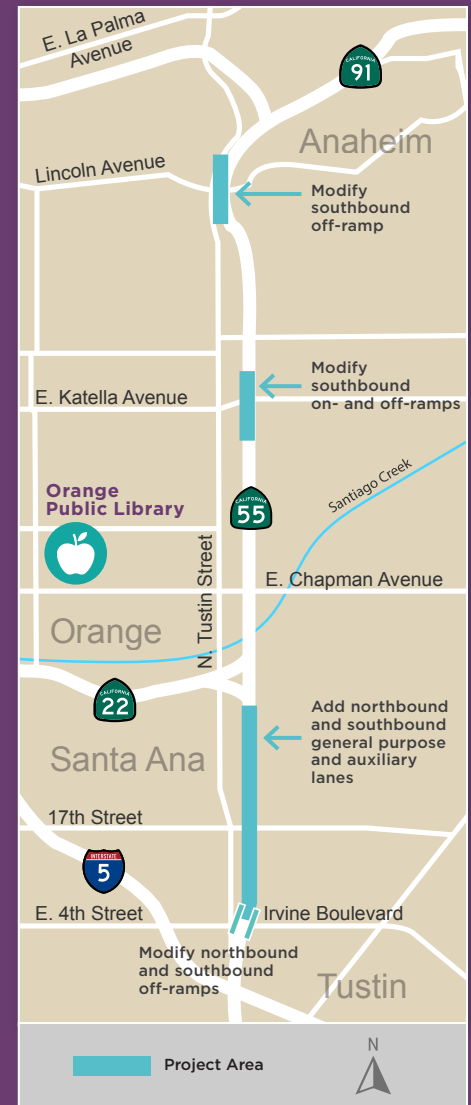 E. La Palma
Avenue
CALIFORNIA
91
Anaheim
Lincoln Avenue
Modify
southbound
off-ramp
Modify
southbound
on- and off-ramps
E. Katella Avenue
Santiago Creek
Orange
Public Library
CALIFORNIA
55
N. Tustin Street
E. Chapman Avenue
Orange
CALIFORNIA
22
Add northbound
and southbound
general purpose
and auxiliary
lanes
Santa Ana
17th Street
INTERSTATE
5
E. 4th Street
Irvine Boulevard
Modify northbound
and southbound
off-ramps
Tustin
Project Area
N